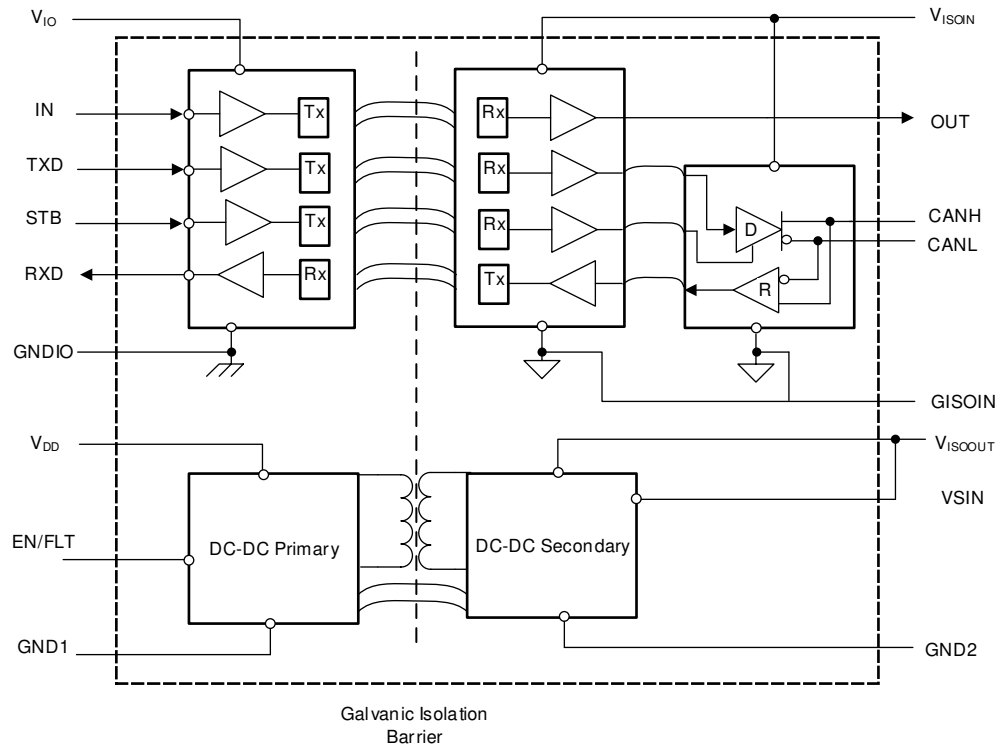 VIO
VISOIN
IN
Tx
Rx
OUT
TXD
Tx
Rx
STB
Tx
Rx
D
CANH
CANL
RXD
Rx
Tx
R
GNDIO
GISOIN
VDD
VISOOUT
VSIN
EN/FLT
DC-DC Primary
DC-DC Secondary
GND1
GND2
Galvanic Isolation
Barrier